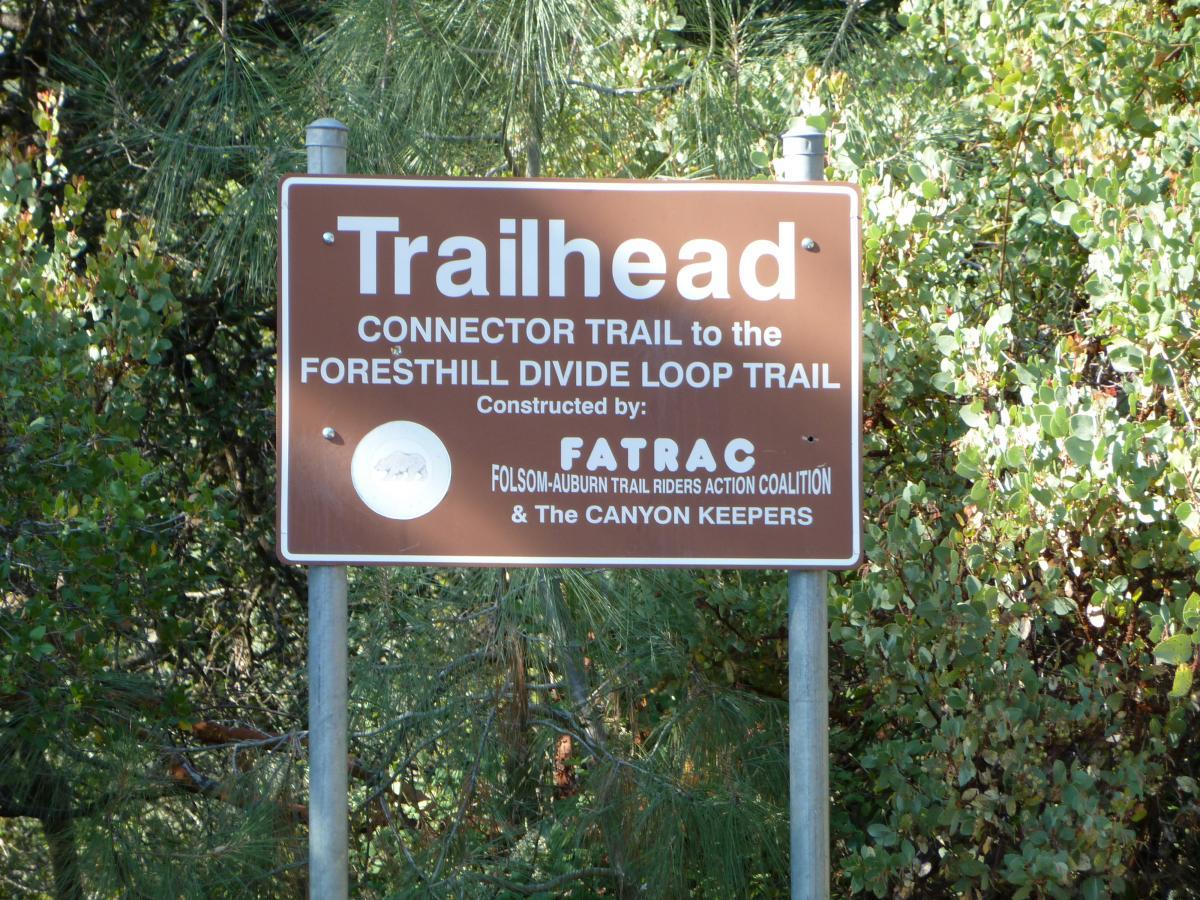 Trailhead
CONNECTOR TRAIL to the
FORESTHILL DIVIDE LOOP TRAIL
Constructed by:
FATRAC
FOLSOM-AUBURN TRAIL RIDERS ACTION COALITION
& The CANYON KEEPERS